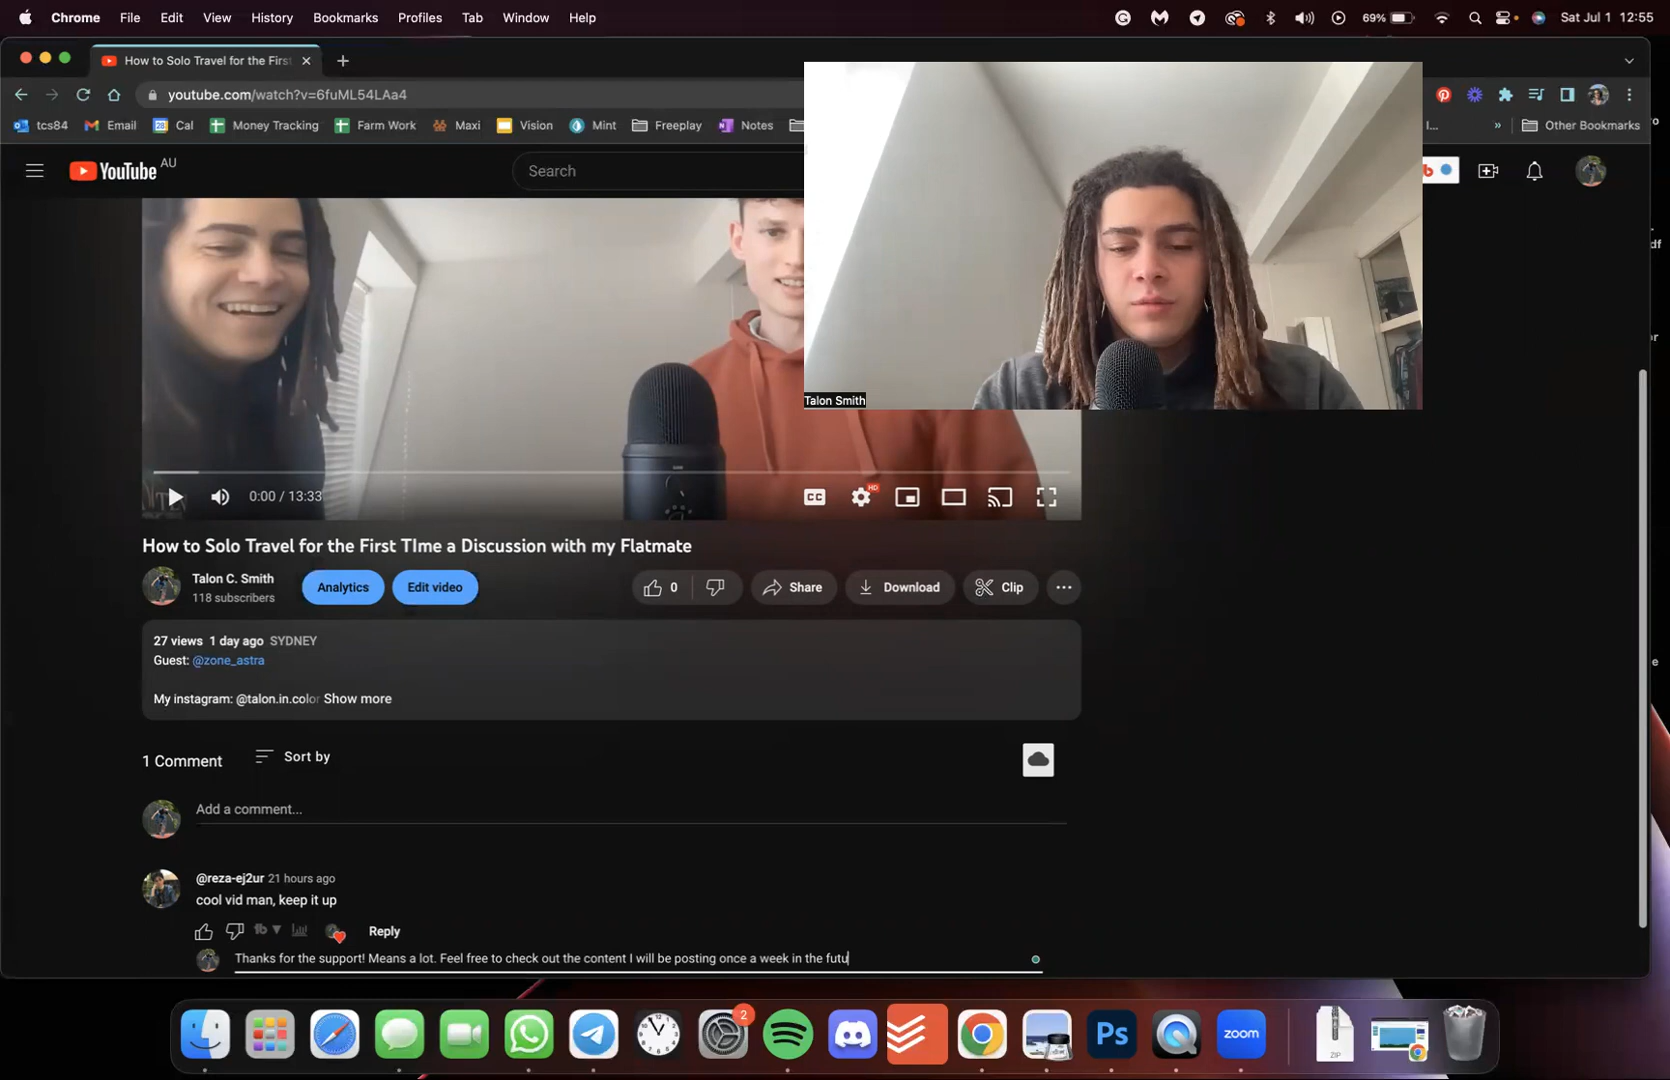 Chrome File Edit View History Bookmarks Profiles Tab Window Help 69% Sat Jul 1 12:55
How to Solo Travel for the First
youtube.com/watch?v=6fuML54LAa4
tcs84 Email Cal Money Tracking Farm Work Maxi Vision Mint Freeplay Notes I... » Other Bookmarks
YouTube AU
Search
Talon Smith
0:00 / 13:33 CC HD
How to Solo Travel for the First TIme a Discussion with my Flatmate
Talon C. Smith
118 subscribers
Analytics Edit video 0 Share Download Clip
27 views 1 day ago SYDNEY
Guest: @zone_astra
My instagram: @talon.in.color Show more
1 Comment Sort by
Add a comment...
@reza-ej2ur 21 hours ago
cool vid man, keep it up
Reply
Thanks for the support! Means a lot. Feel free to check out the content I will be posting once a week in the futu
2
Ps
zoom
ZIP